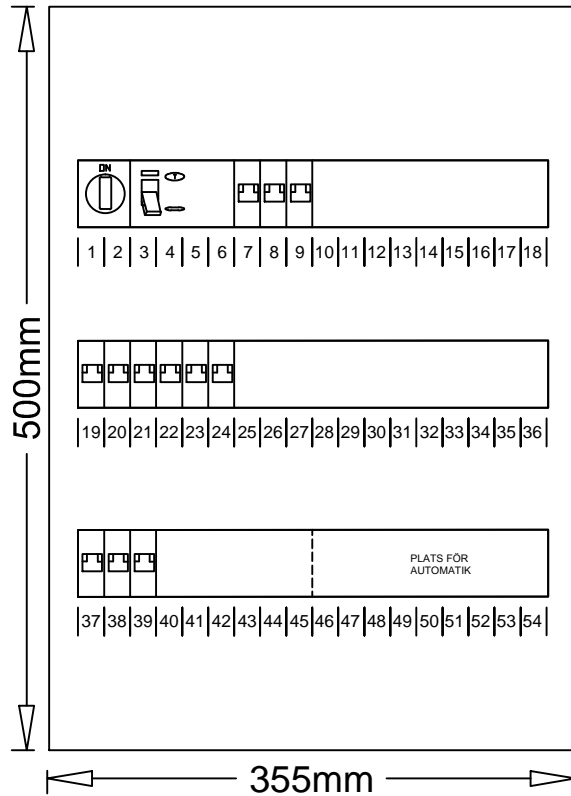 ON
1 2 3 4 5 6 7 8 9 10 11 12 13 14 15 16 17 18
19 20 21 22 23 24 25 26 27 28 29 30 31 32 33 34 35 36
PLATS FÖR
AUTOMATIK
37 38 39 40 41 42 43 44 45 46 47 48 49 50 51 52 53 54
500mm
355mm